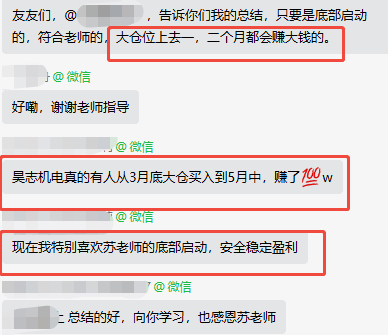 友友们，@ ，告诉你们我的总结，只要是底部启动
的，符合老师的，大仓位上去一，二个月都会赚大钱的。
@微信
好嘞，谢谢老师指导
@微信
昊志机电真的有人从3月底大仓买入到5月中，赚了💯w
@微信
现在我特别喜欢苏老师的底部启动，安全稳定盈利
@微信
总结的好，向你学习，也感恩苏老师